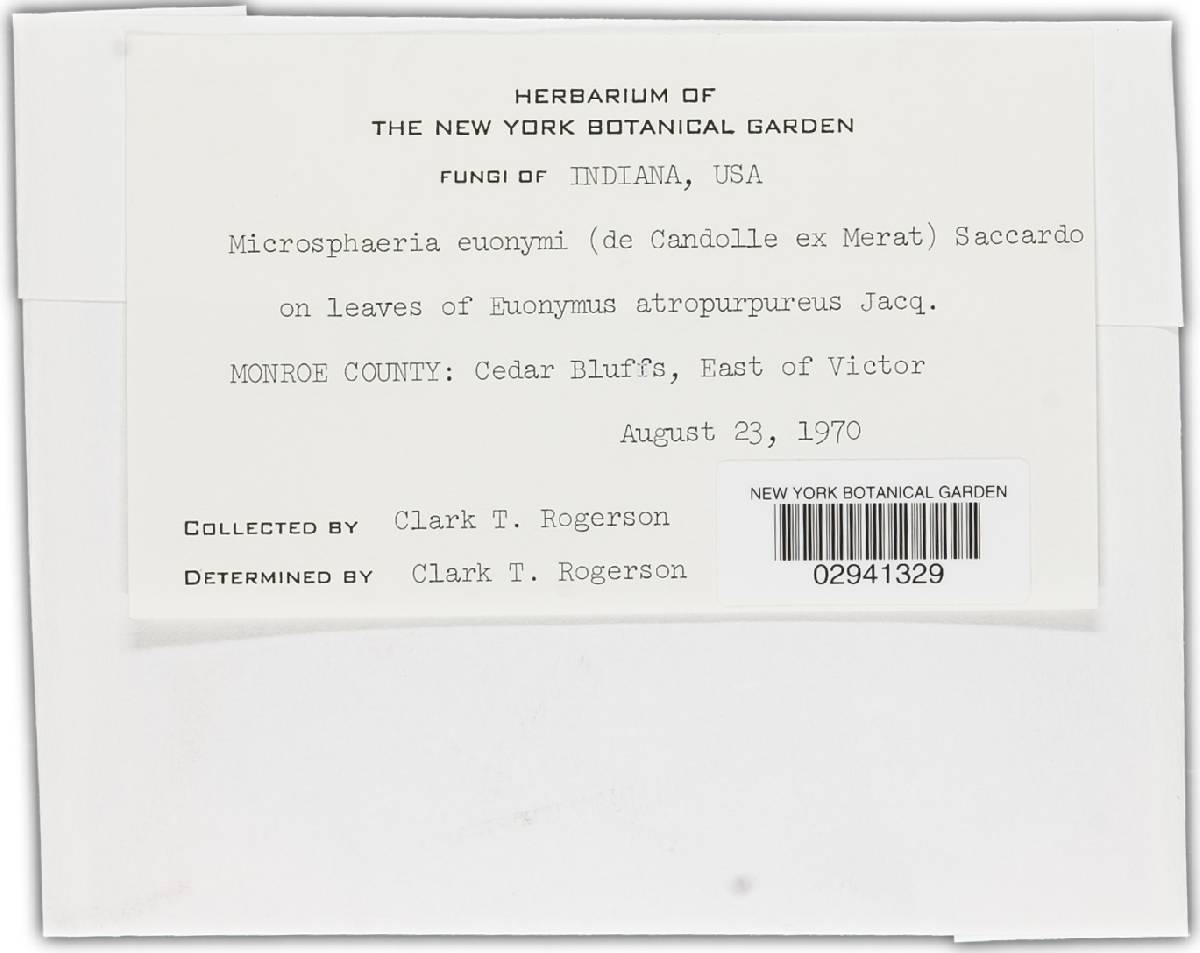 HERBARIUM OF
THE NEW YORK BOTANICAL GARDEN
FUNGI OF INDIANA, USA
Microsphaeria euonymi (de Candolle ex Merat) Saccardo
on leaves of Euonymus atropurpureus Jacq.
MONROE COUNTY: Cedar Bluffs, East of Victor
August 23, 1970
COLLECTED BY Clark T. Rogerson
DETERMINED BY Clark T. Rogerson
NEW YORK BOTANICAL GARDEN
02941329